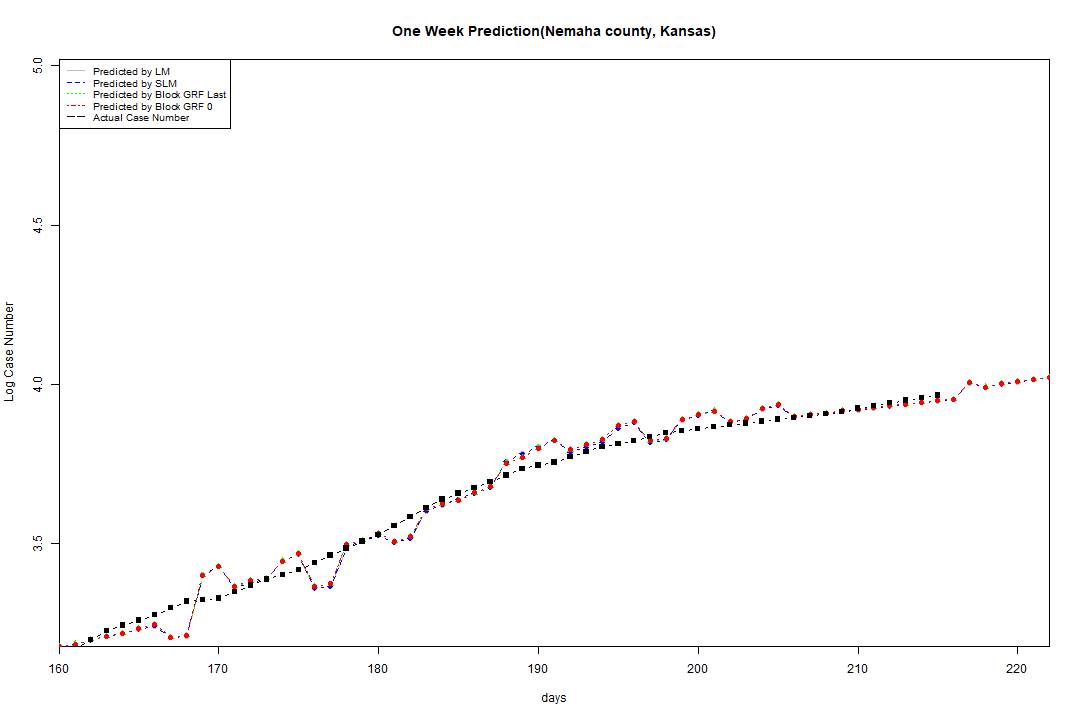 One Week Prediction(Nemaha county, Kansas)
Predicted by LM
Predicted by SLM
Predicted by Block GRF Last
Predicted by Block GRF 0
Actual Case Number
5.0
4.5
4.0
3.5
Log Case Number
160 170 180 190 200 210 220
days